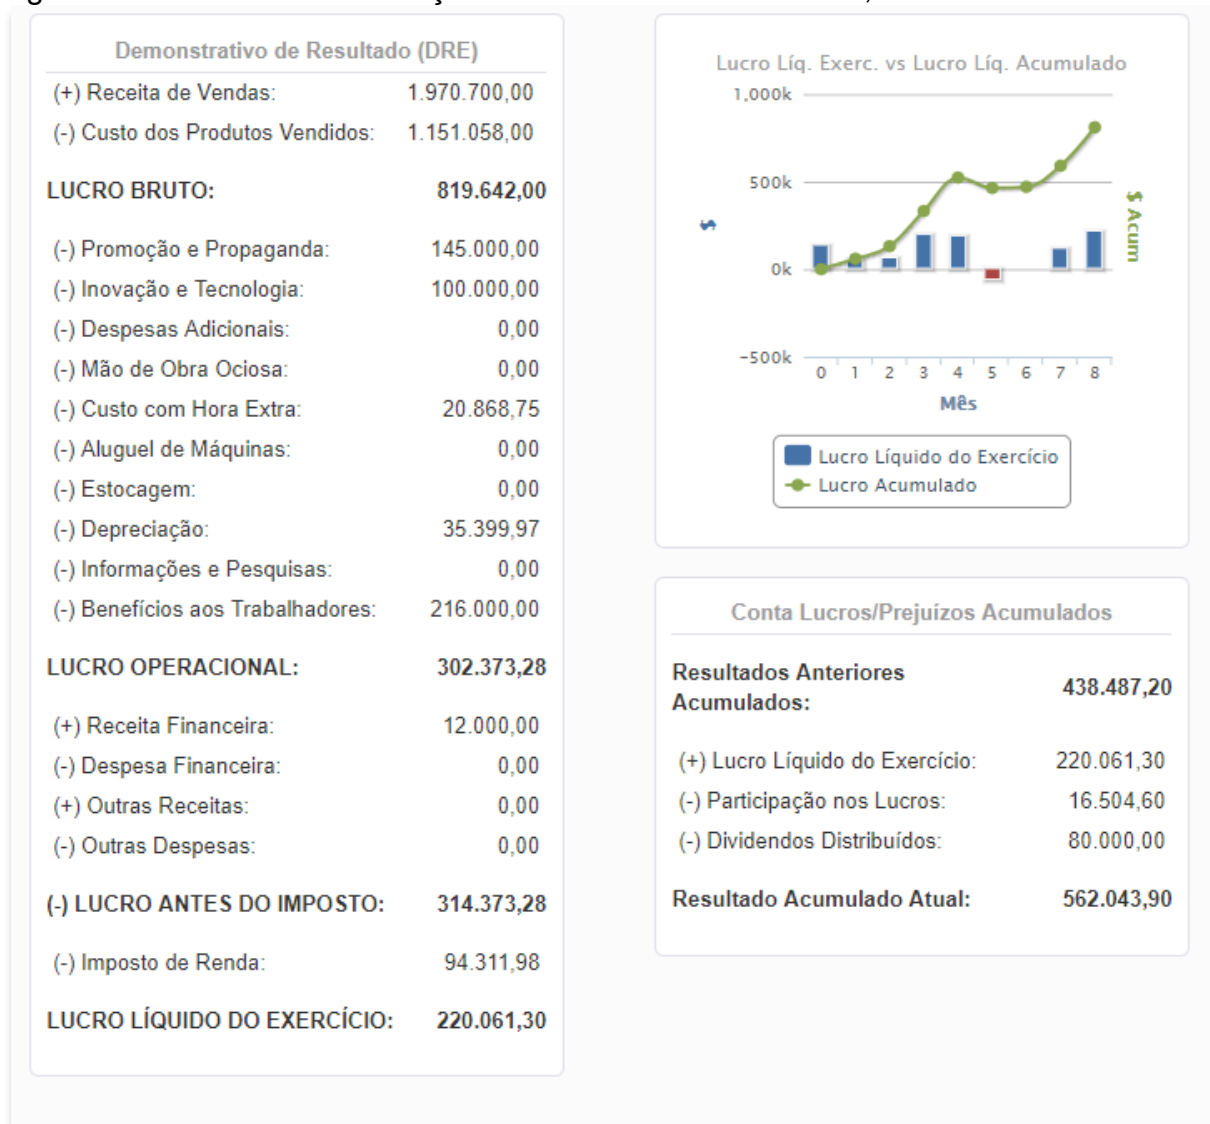 Demonstrativo de Resultado (DRE)
(+) Receita de Vendas: 1.970.700,00
(-) Custo dos Produtos Vendidos: 1.151.058,00
LUCRO BRUTO: 819.642,00
(-) Promoção e Propaganda: 145.000,00
(-) Inovação e Tecnologia: 100.000,00
(-) Despesas Adicionais: 0,00
(-) Mão de Obra Ociosa: 0,00
(-) Custo com Hora Extra: 20.868,75
(-) Aluguel de Máquinas: 0,00
(-) Estocagem: 0,00
(-) Depreciação: 35.399,97
(-) Informações e Pesquisas: 0,00
(-) Benefícios aos Trabalhadores: 216.000,00
LUCRO OPERACIONAL: 302.373,28
(+) Receita Financeira: 12.000,00
(-) Despesa Financeira: 0,00
(+) Outras Receitas: 0,00
(-) Outras Despesas: 0,00
(-) LUCRO ANTES DO IMPOSTO: 314.373,28
(-) Imposto de Renda: 94.311,98
LUCRO LÍQUIDO DO EXERCÍCIO: 220.061,30
Lucro Líq. Exerc. vs Lucro Líq. Acumulado
1,000k
500k
0k
-500k
$
$ Acum
0 1 2 3 4 5 6 7 8
Mês
Lucro Líquido do Exercício
Lucro Acumulado
Conta Lucros/Prejuízos Acumulados
Resultados Anteriores
Acumulados: 438.487,20
(+) Lucro Líquido do Exercício: 220.061,30
(-) Participação nos Lucros: 16.504,60
(-) Dividendos Distribuídos: 80.000,00
Resultado Acumulado Atual: 562.043,90